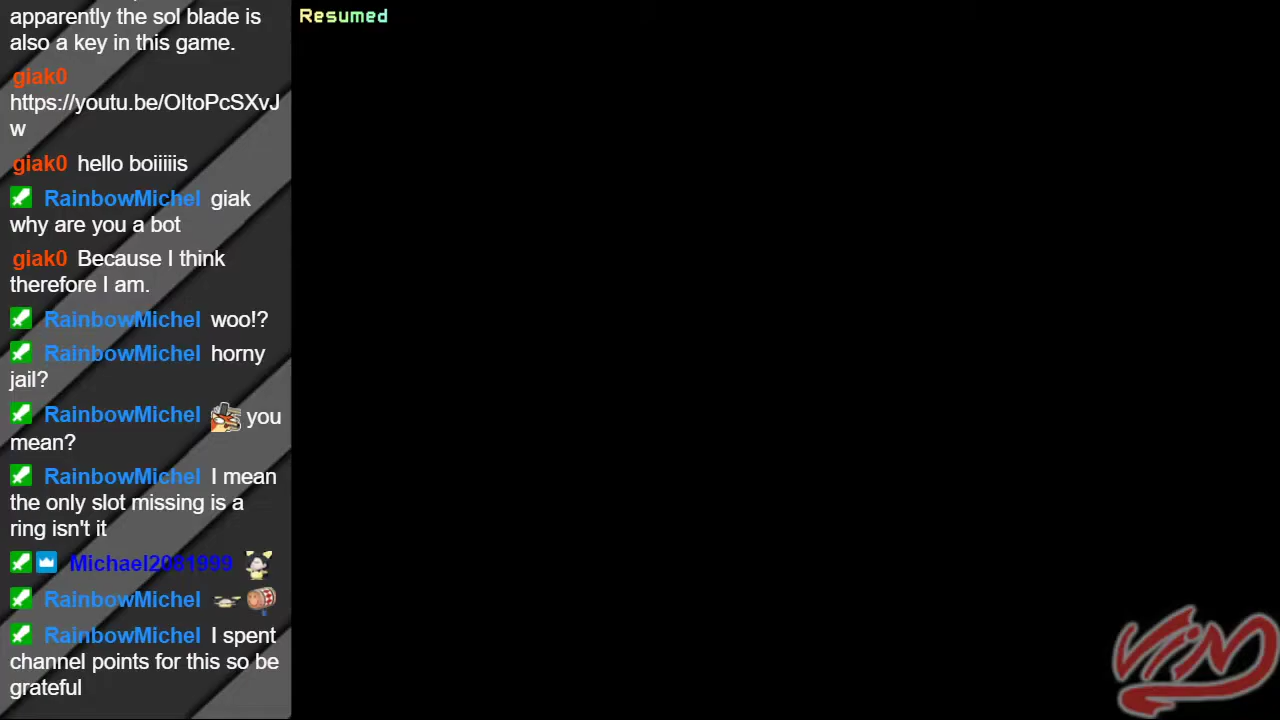 apparently the sol blade is
also a key in this game.
giak0
https://youtu.be/OItoPcSXvJ
w
giak0 hello boiiiiis
RainbowMichel giak
why are you a bot
giak0 Because I think
therefore I am.
RainbowMichel woo!?
RainbowMichel horny
jail?
RainbowMichel you
mean?
RainbowMichel I mean
the only slot missing is a
ring isn't it
Michael2081999
RainbowMichel
RainbowMichel I spent
channel points for this so be
grateful
Resumed
VIN